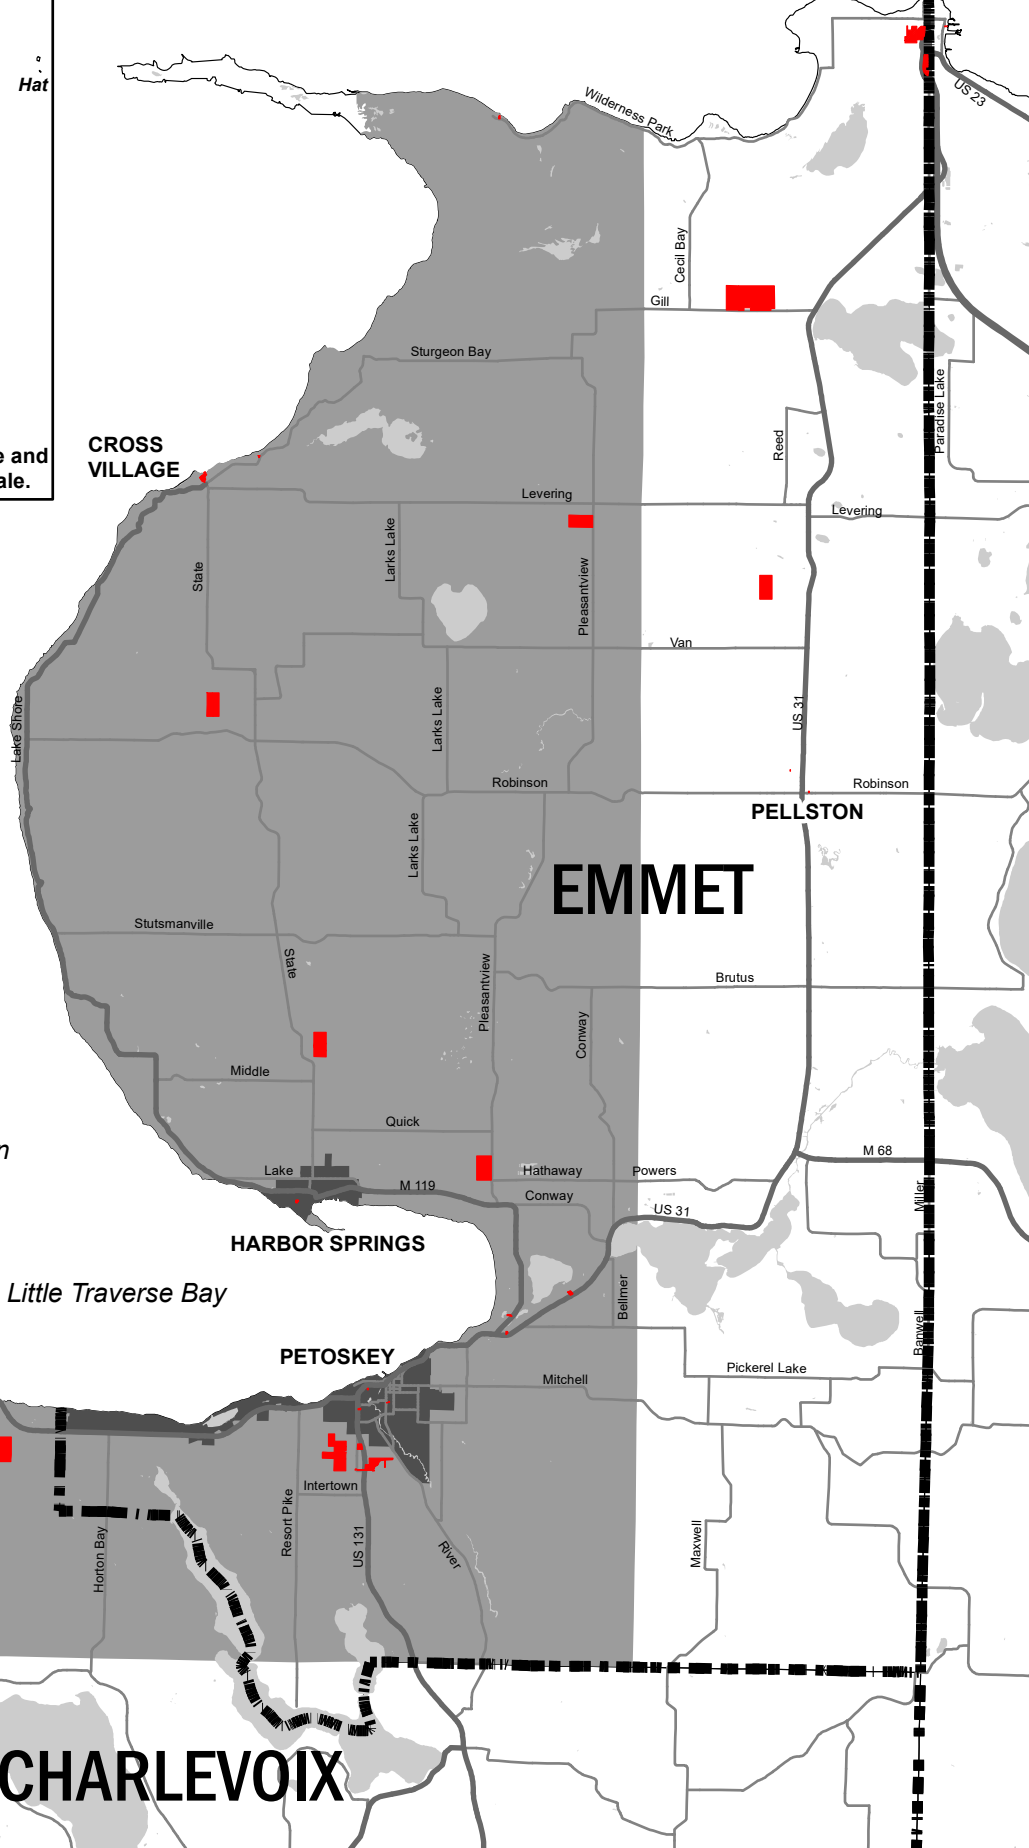 Hat
Wilderness Park
US 23
Cecil Bay
Gill
Sturgeon Bay
Paradise Lake
e and
ale.
CROSS
VILLAGE
Reed
Levering
Levering
Larks Lake
State
Pleasantview
Van
Lake Shore
Larks Lake
US 31
Robinson
Robinson
PELLSTON
Larks Lake
EMMET
Stutsmanville
State
Pleasantview
Brutus
Conway
Middle
Quick
n
Lake
M 119
Hathaway
Powers
M 68
Conway
Miller
US 31
HARBOR SPRINGS
Little Traverse Bay
Bellmer
Banwell
PETOSKEY
Pickerel Lake
Mitchell
Intertown
Resort Pike
US 131
River
Maxwell
Horton Bay
CHARLEVOIX